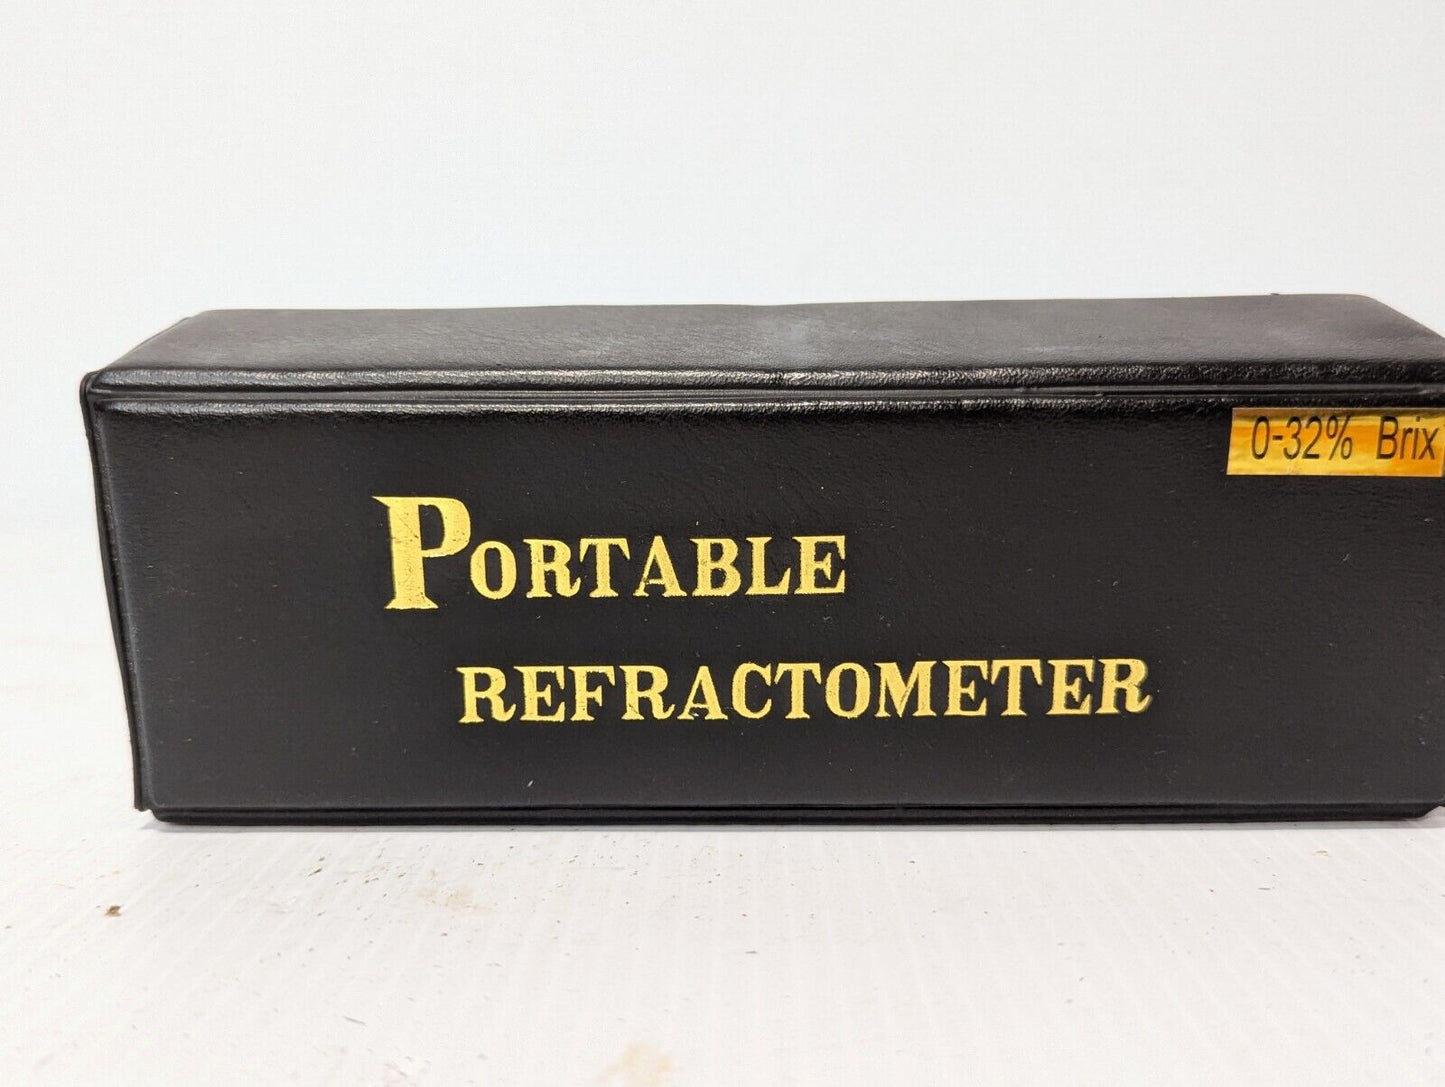 0-32% Brix
PORTABLE
REFRACTOMETER